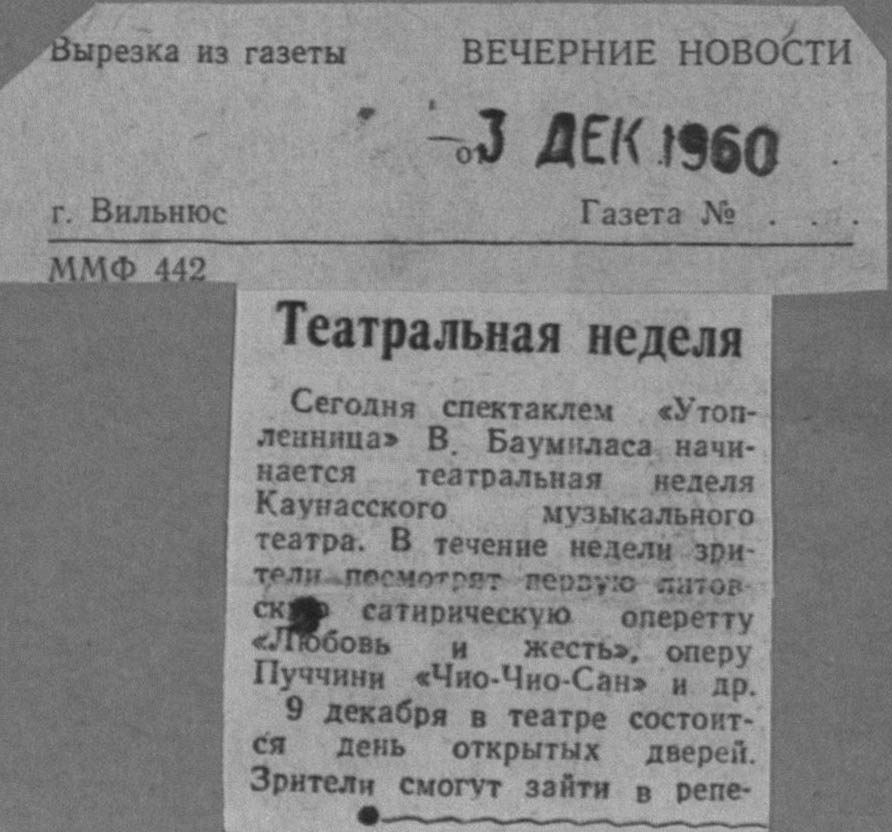 Вырезка из газеты ВЕЧЕРНИЕ НОВОСТИ
от 3 ДЕК 1960
г. Вильнюс Газета № . . .
ММФ 442
Театральная неделя
Сегодня спектаклем «Утоп-
ленница» В. Баумиласа начи-
нается театральная неделя
Каунасского музыкального
театра. В течение недели зри-
тели посмотрят первую литов-
скую сатирическую оперетту
«Любовь и жесть», оперу
Пуччини «Чио-Чио-Сан» и др.
9 декабря в театре состоит-
ся день открытых дверей.
Зрители смогут зайти в репе-